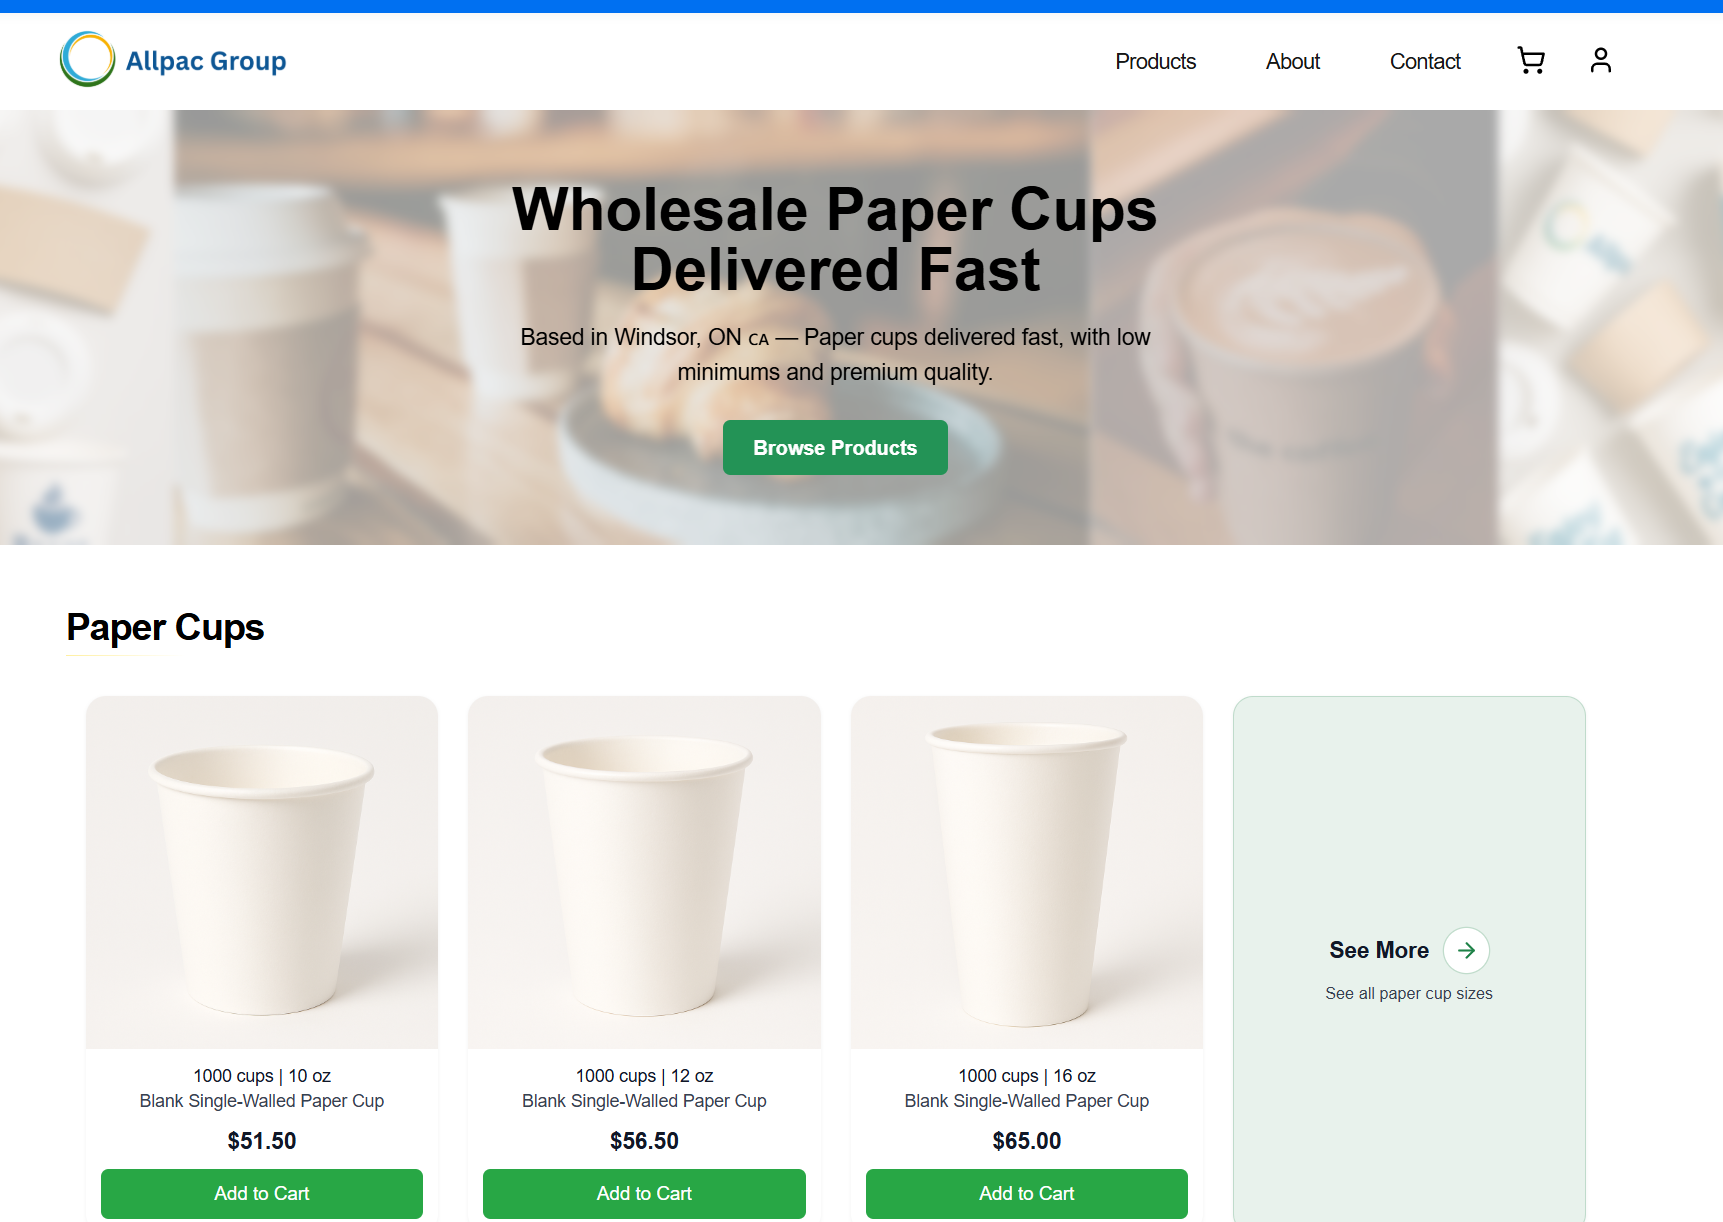 Allpac Group
Products
About
Contact
Wholesale Paper Cups
Delivered Fast
Based in Windsor, ON CA — Paper cups delivered fast, with low
minimums and premium quality.
Browse Products
Paper Cups
1000 cups | 10 oz
Blank Single-Walled Paper Cup
$51.50
Add to Cart
1000 cups | 12 oz
Blank Single-Walled Paper Cup
$56.50
Add to Cart
1000 cups | 16 oz
Blank Single-Walled Paper Cup
$65.00
Add to Cart
See More
See all paper cup sizes